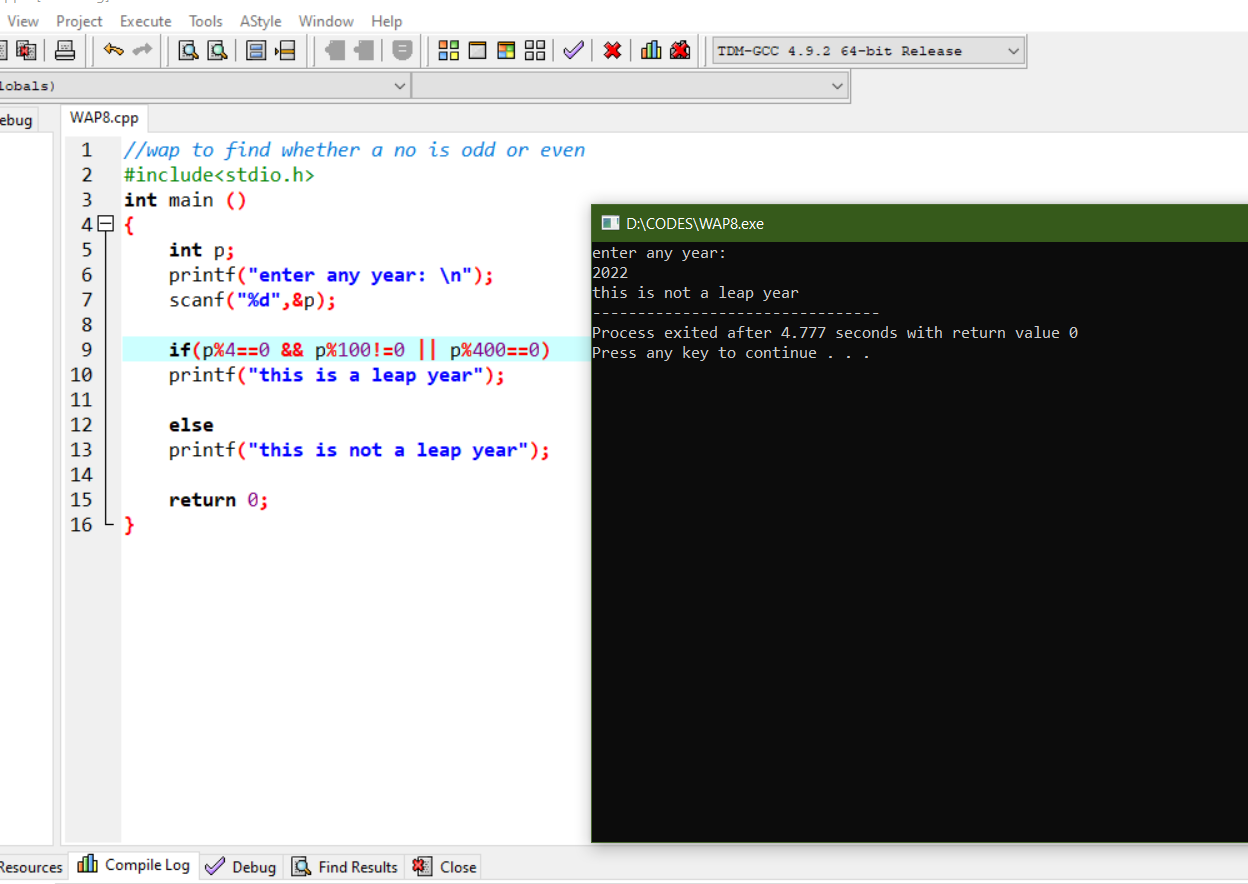 View Project Execute Tools AStyle Window Help
TDM-GCC 4.9.2 64-bit Release
lobals)
ebug
WAP8.cpp
1 //wap to find whether a no is odd or even
2 #include<stdio.h>
3 int main ()
4 {
5 int p;
6 printf("enter any year: \n");
7 scanf("%d",&p);
8
9 if(p%4==0 && p%100!=0 || p%400==0)
10 printf("this is a leap year");
11
12 else
13 printf("this is not a leap year");
14
15 return 0;
16 }
D:\CODES\WAP8.exe
enter any year:
2022
this is not a leap year
--------------------------------
Process exited after 4.777 seconds with return value 0
Press any key to continue . . .
Resources Compile Log Debug Find Results Close